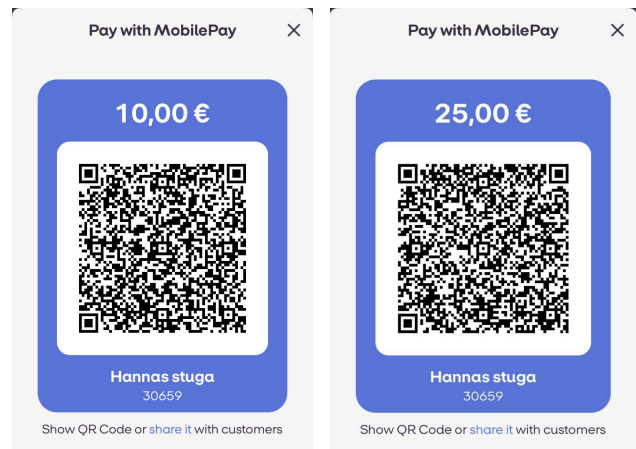 Pay with MobilePay
10,00 €
Hannas stuga
30659
Show QR Code or share it with customers
Pay with MobilePay
25,00 €
Hannas stuga
30659
Show QR Code or share it with customers